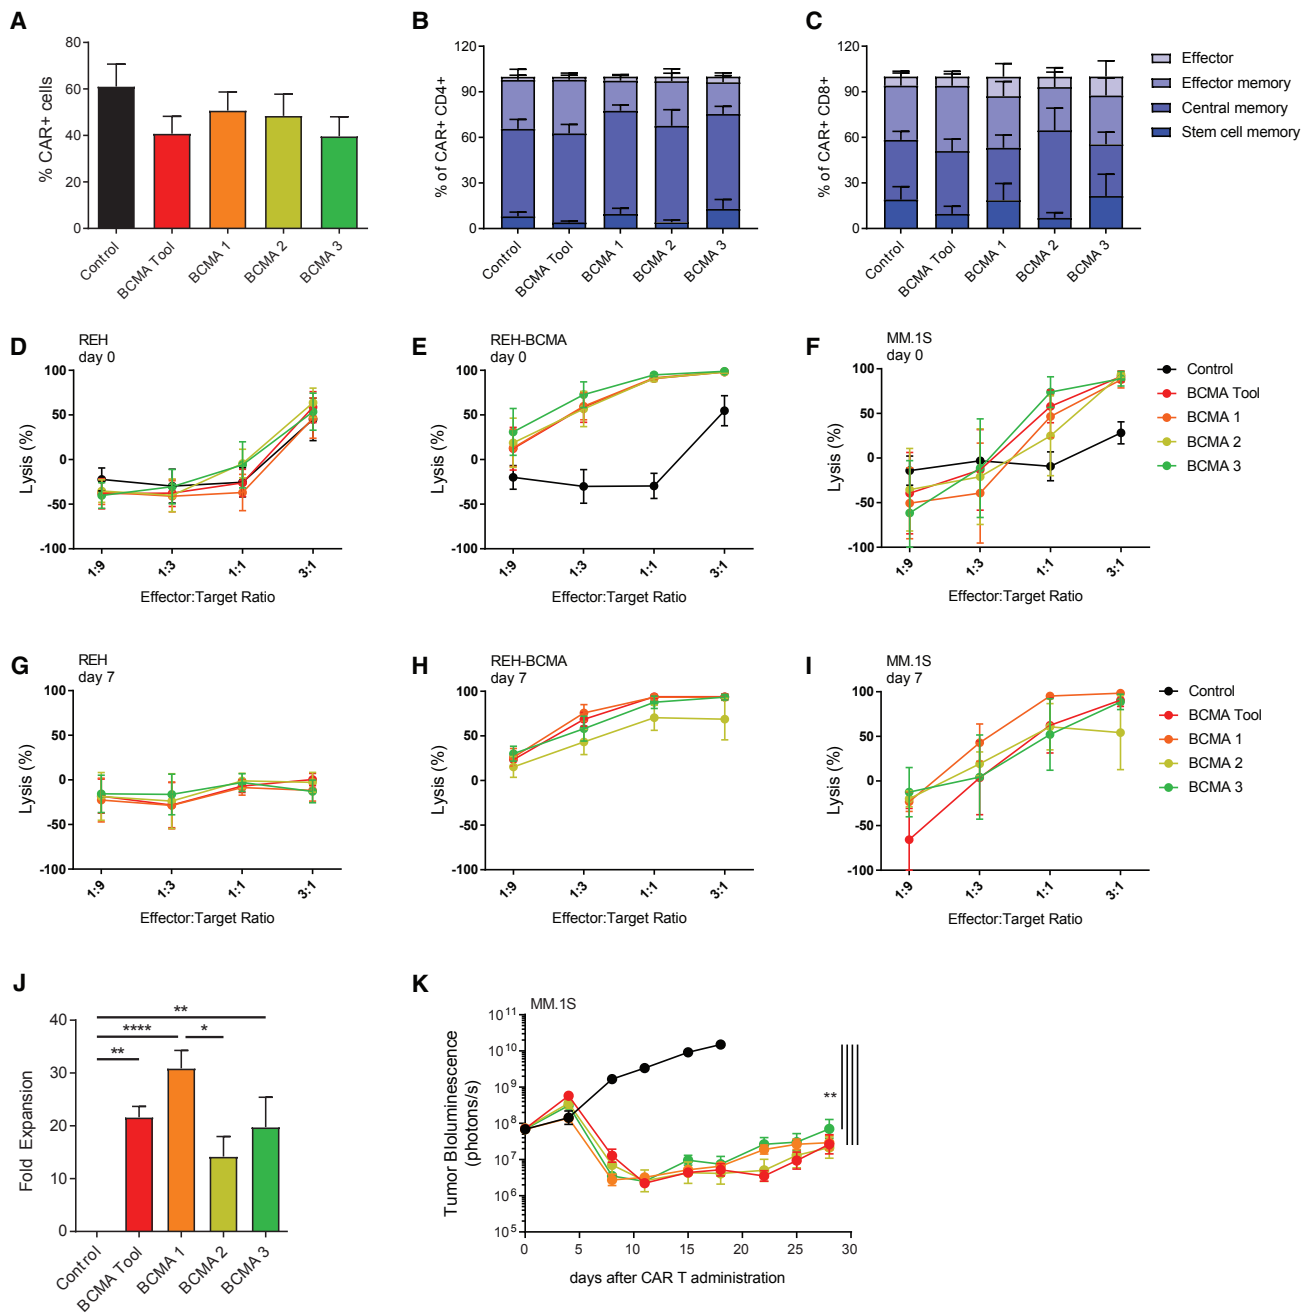 A
% CAR+ cells
80
60
40
20
0
Control
BCMA Tool
BCMA 1
BCMA 2
BCMA 3
B
% of CAR+ CD4+
120
90
60
30
0
Control
BCMA Tool
BCMA 1
BCMA 2
BCMA 3
C
% of CAR+ CD8+
120
90
60
30
0
Control
BCMA Tool
BCMA 1
BCMA 2
BCMA 3
Effector
Effector memory
Central memory
Stem cell memory
D
REH
day 0
Lysis (%)
100
50
0
-50
-100
1:9
1:3
1:1
3:1
Effector:Target Ratio
E
REH-BCMA
day 0
Lysis (%)
100
50
0
-50
-100
1:9
1:3
1:1
3:1
Effector:Target Ratio
F
MM.1S
day 0
Lysis (%)
100
50
0
-50
-100
1:9
1:3
1:1
3:1
Effector:Target Ratio
Control
BCMA Tool
BCMA 1
BCMA 2
BCMA 3
G
REH
day 7
Lysis (%)
100
50
0
-50
-100
1:9
1:3
1:1
3:1
Effector:Target Ratio
H
REH-BCMA
day 7
Lysis (%)
100
50
0
-50
-100
1:9
1:3
1:1
3:1
Effector:Target Ratio
I
MM.1S
day 7
Lysis (%)
100
50
0
-50
-100
1:9
1:3
1:1
3:1
Effector:Target Ratio
Control
BCMA Tool
BCMA 1
BCMA 2
BCMA 3
J
Fold Expansion
40
30
20
10
0
**
****
*
**
Control
BCMA Tool
BCMA 1
BCMA 2
BCMA 3
K
MM.1S
Tumor Bloluminescence
(photons/s)
10¹¹
10¹⁰
10⁹
10⁸
10⁷
10⁶
10⁵
**
0
5
10
15
20
25
30
days after CAR T administration